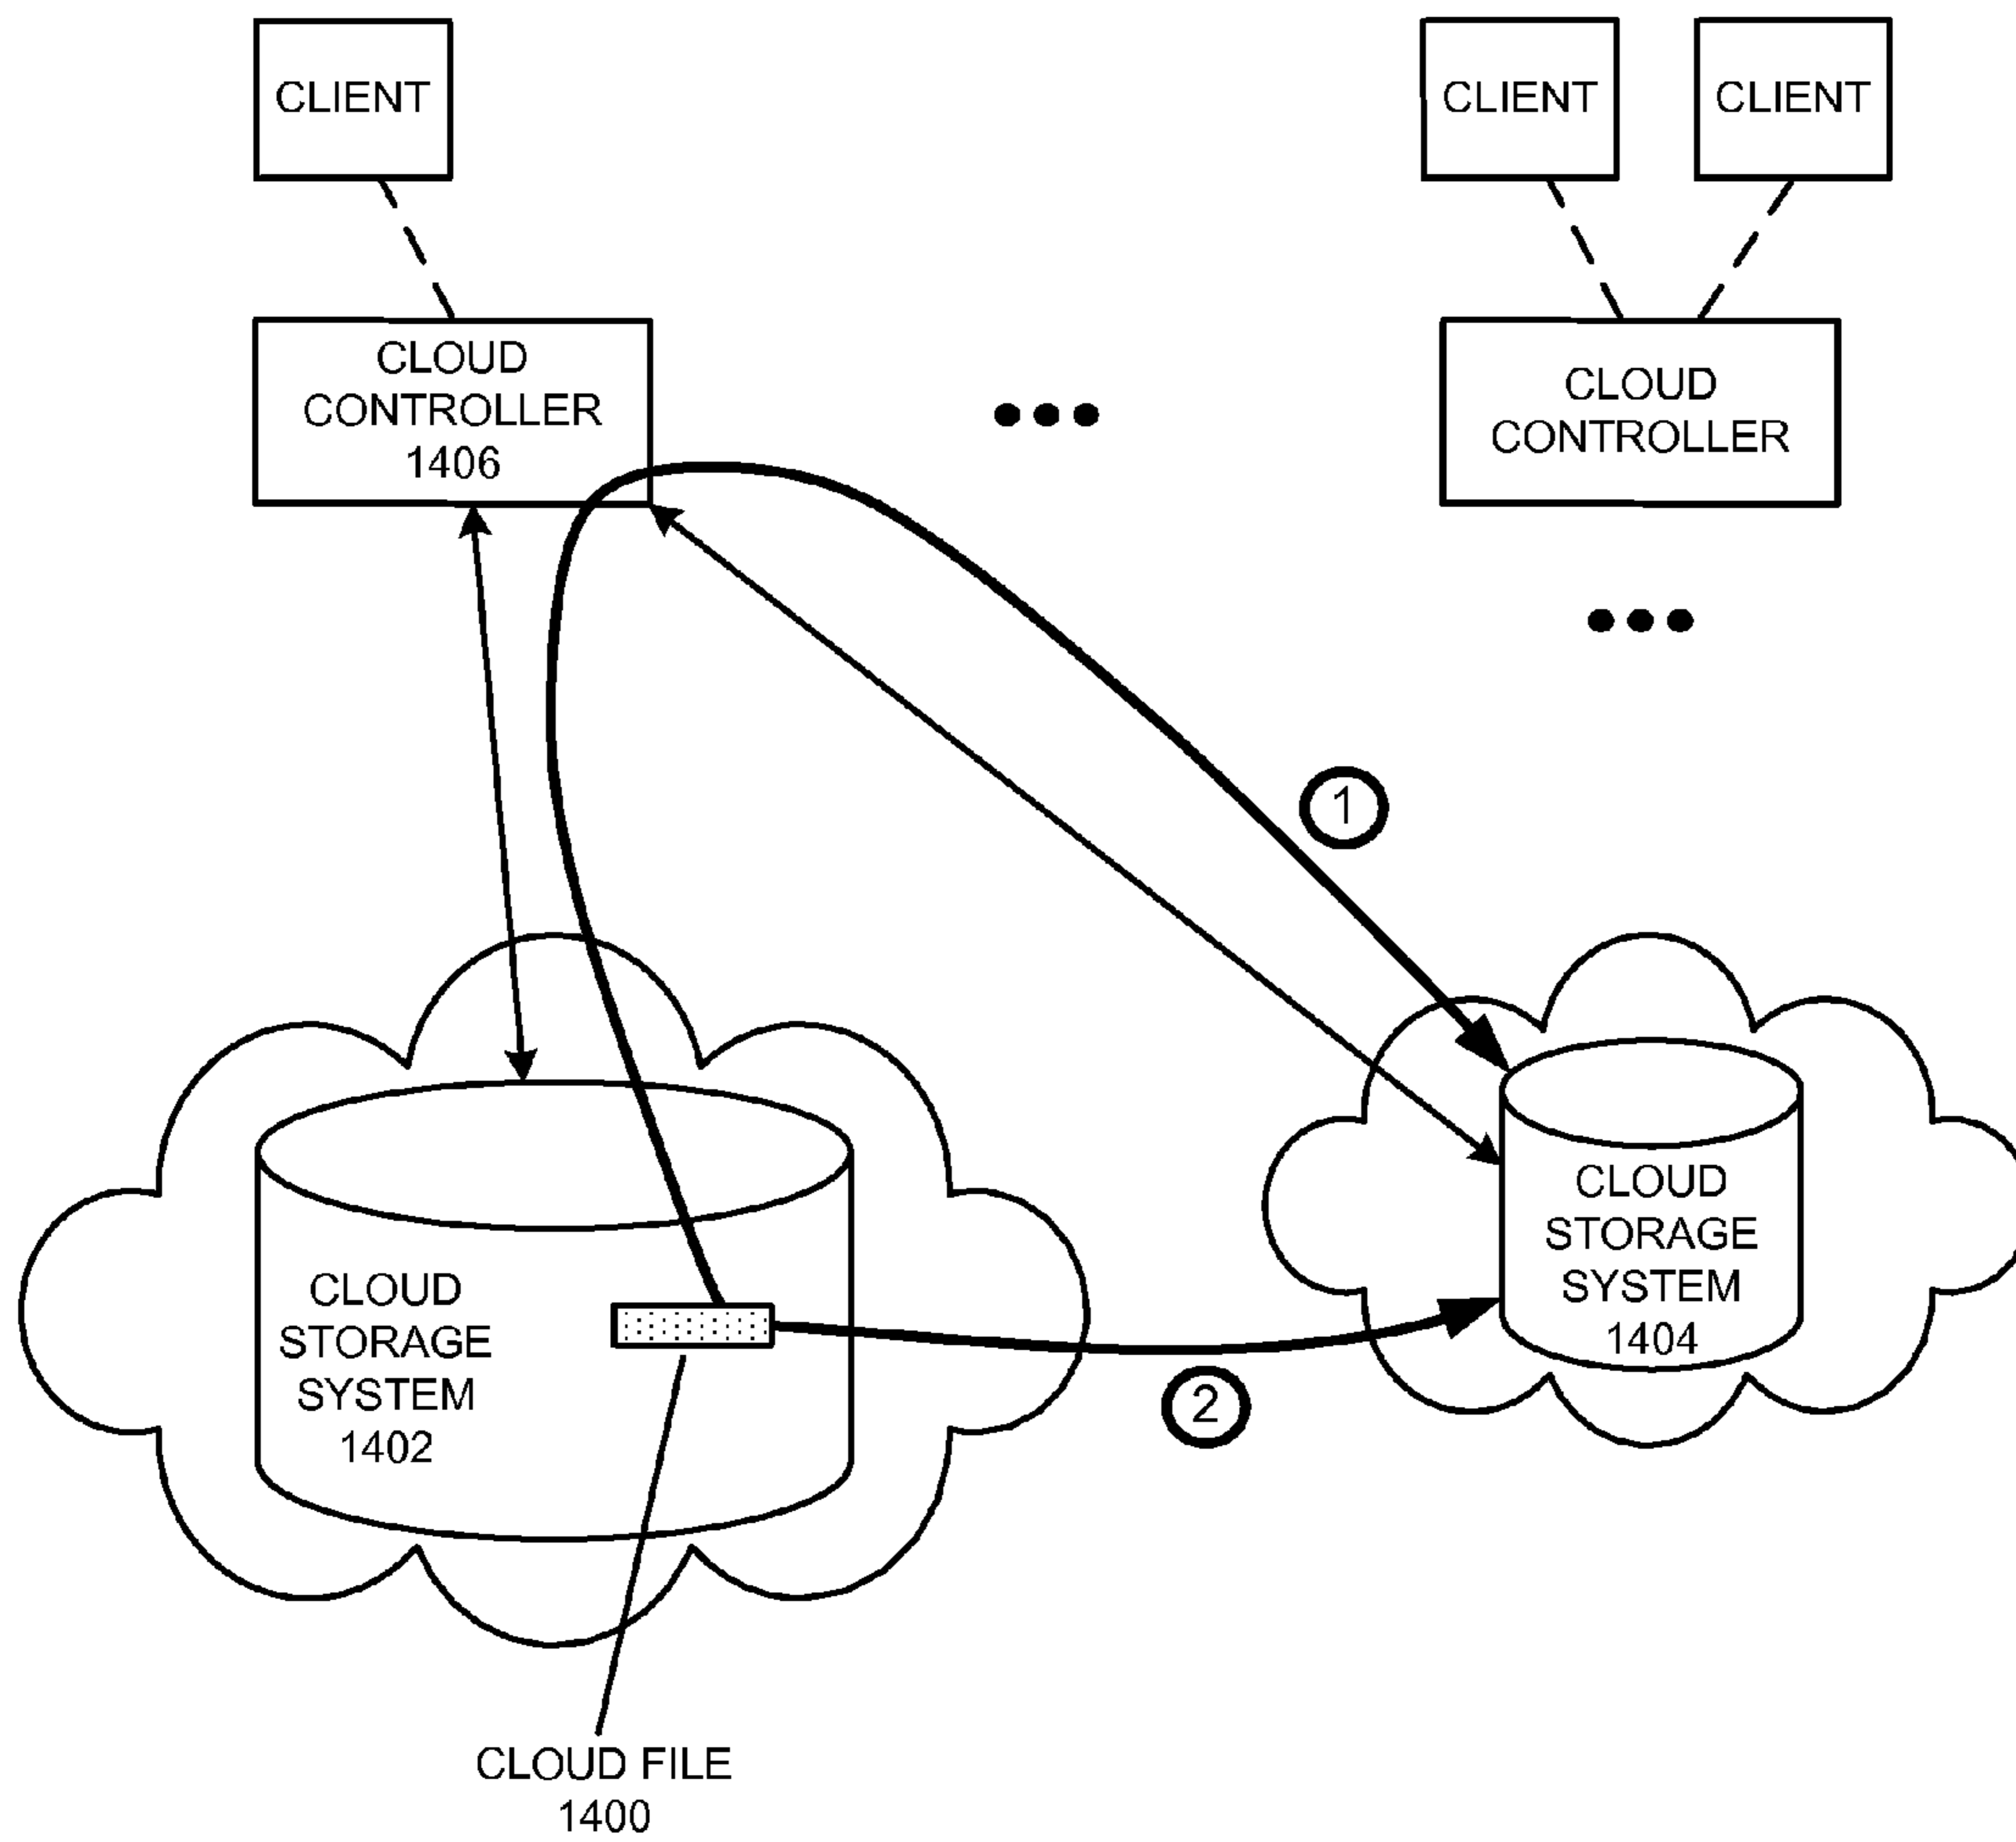 CLIENT
CLIENT
CLIENT
CLOUD
CONTROLLER
1406
CLOUD
CONTROLLER
1
CLOUD
STORAGE
SYSTEM
1404
CLOUD
STORAGE
SYSTEM
1402
2
CLOUD FILE
1400